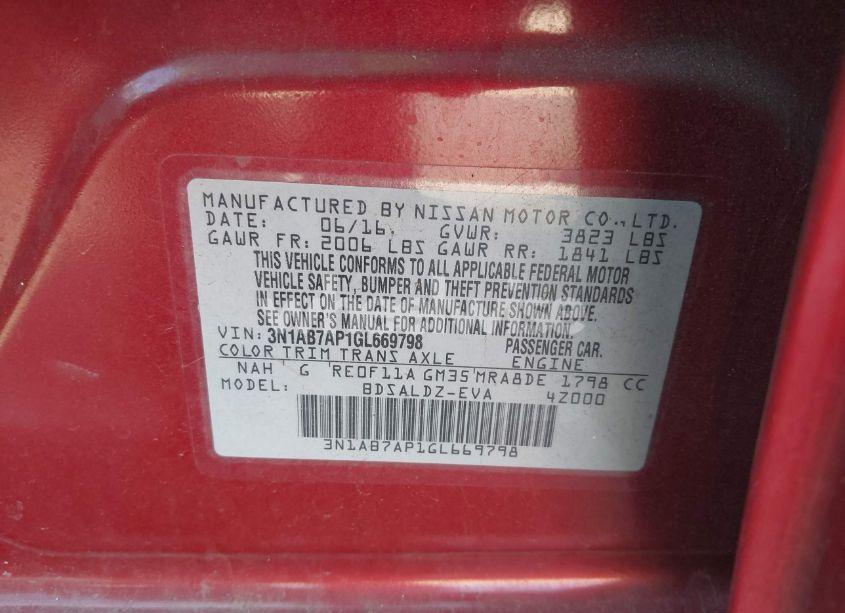 MANUFACTURED BY NISSAN MOTOR CO., LTD.
DATE: 06/16 GVWR: 3823 LBS
GAWR FR: 2006 LBS GAWR RR: 1841 LBS
THIS VEHICLE CONFORMS TO ALL APPLICABLE FEDERAL MOTOR
VEHICLE SAFETY, BUMPER AND THEFT PREVENTION STANDARDS
IN EFFECT ON THE DATE OF MANUFACTURE SHOWN ABOVE.
SEE OWNER'S MANUAL FOR ADDITIONAL INFORMATION.
VIN: 3N1AB7AP1GL669798 PASSENGER CAR.
COLOR TRIM TRANS AXLE ENGINE
NAH G RE0F11A GM35 MRA8DE 1798 CC
MODEL: BDSALDZ-EVA 4Z000
3N1AB7AP1GL669798